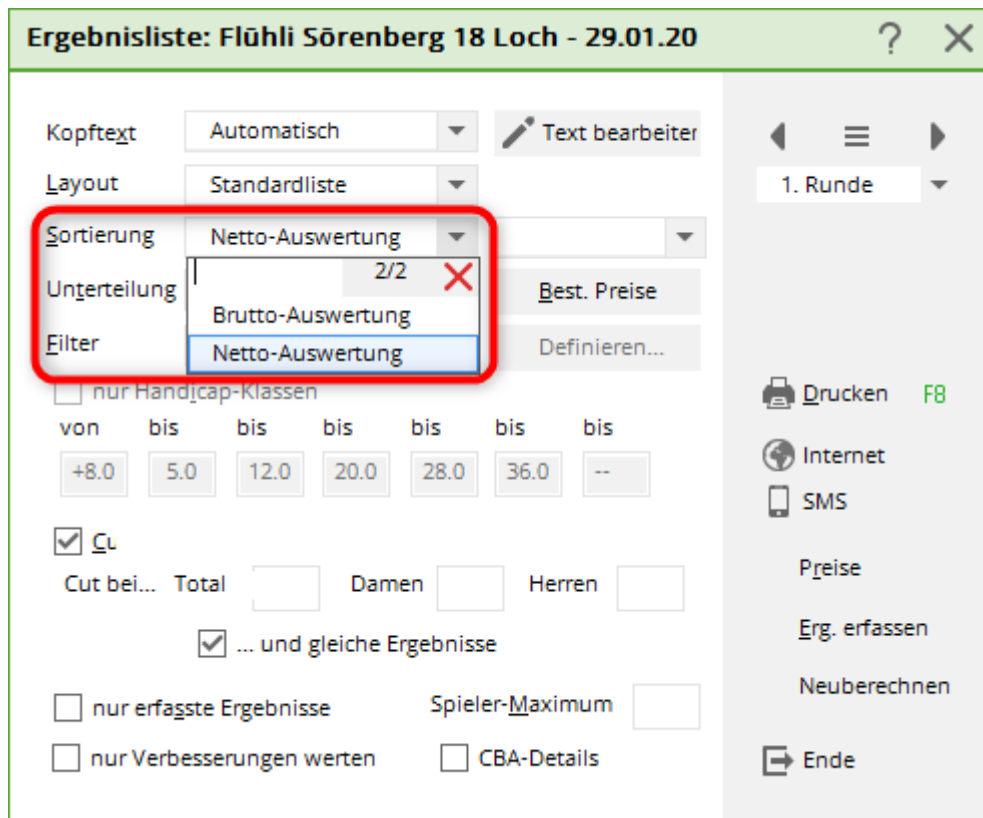 Ergebnisliste: Flühli Sörenberg 18 Loch - 29.01.20 ?
Kopftext Automatisch Text bearbeiter
Layout Standardliste
1. Runde
Sortierung Netto-Auswertung
2/2
Unterteilung Best. Preise
Brutto-Auswertung
Filter Netto-Auswertung Definieren...
nur Handicap-Klassen
Drucken F8
von bis bis bis bis bis bis
+8.0 5.0 12.0 20.0 28.0 36.0 --
Internet
SMS
Cu
Cut bei... Total Damen Herren
Preise
... und gleiche Ergebnisse
Erg. erfassen
Neuberechnen
nur erfasste Ergebnisse Spieler-Maximum
nur Verbesserungen werten CBA-Details
Ende